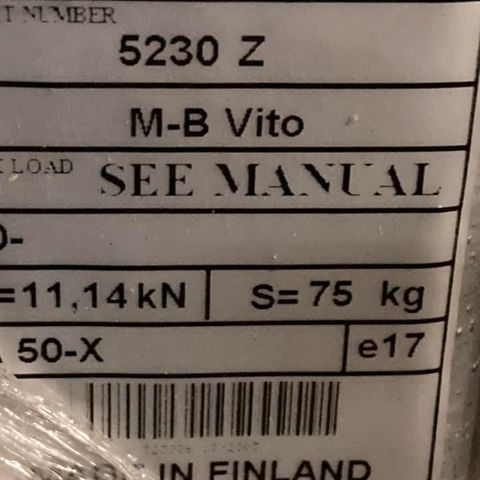 NUMBER
5230 Z
M-B Vito
LOAD SEE MANUAL
-
=11,14 kN S= 75 kg
50-X e17
IN FINLAND